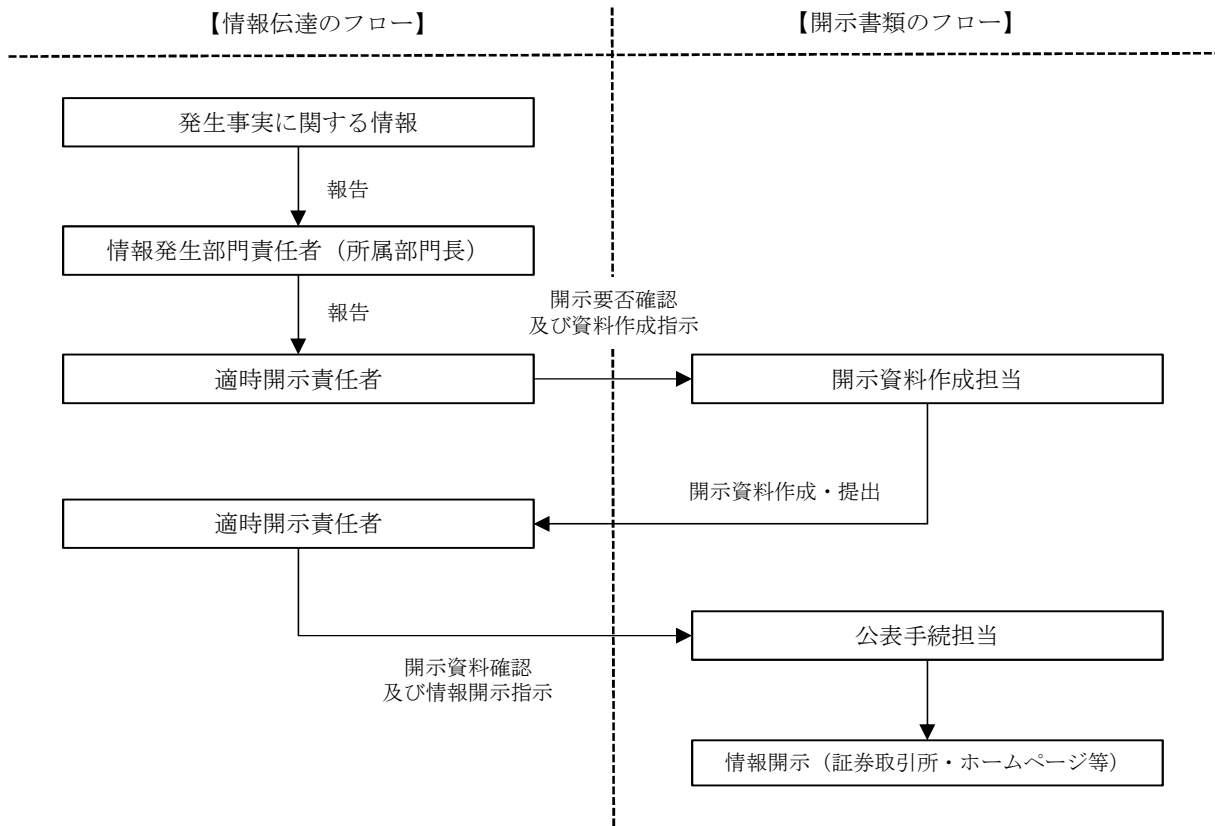 【情報伝達のフロー】
【開示書類のフロー】
発生事実に関する情報
報告
情報発生部門責任者（所属部門長）
報告
開示要否確認
及び資料作成指示
適時開示責任者
開示資料作成担当
開示資料作成・提出
適時開示責任者
公表手続担当
開示資料確認
及び情報開示指示
情報開示（証券取引所・ホームページ等）